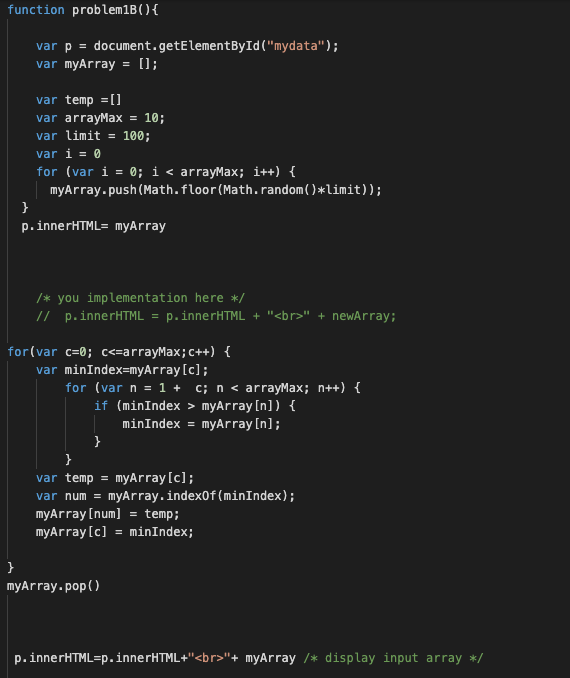 function problem1B(){
var p = document.getElementById("mydata");
var myArray = [];
var temp =[]
var arrayMax = 10;
var limit = 100;
var i = 0
for (var i = 0; i < arrayMax; i++) {
myArray.push(Math.floor(Math.random()*limit));
}
p.innerHTML= myArray
/* you implementation here */
//  p.innerHTML = p.innerHTML + "<br>" + newArray;
for(var c=0; c<=arrayMax;c++) {
var minIndex=myArray[c];
for (var n = 1 +  c; n < arrayMax; n++) {
if (minIndex > myArray[n]) {
minIndex = myArray[n];
}
}
var temp = myArray[c];
var num = myArray.indexOf(minIndex);
myArray[num] = temp;
myArray[c] = minIndex;
}
myArray.pop()
p.innerHTML=p.innerHTML+"<br>"+ myArray /* display input array */